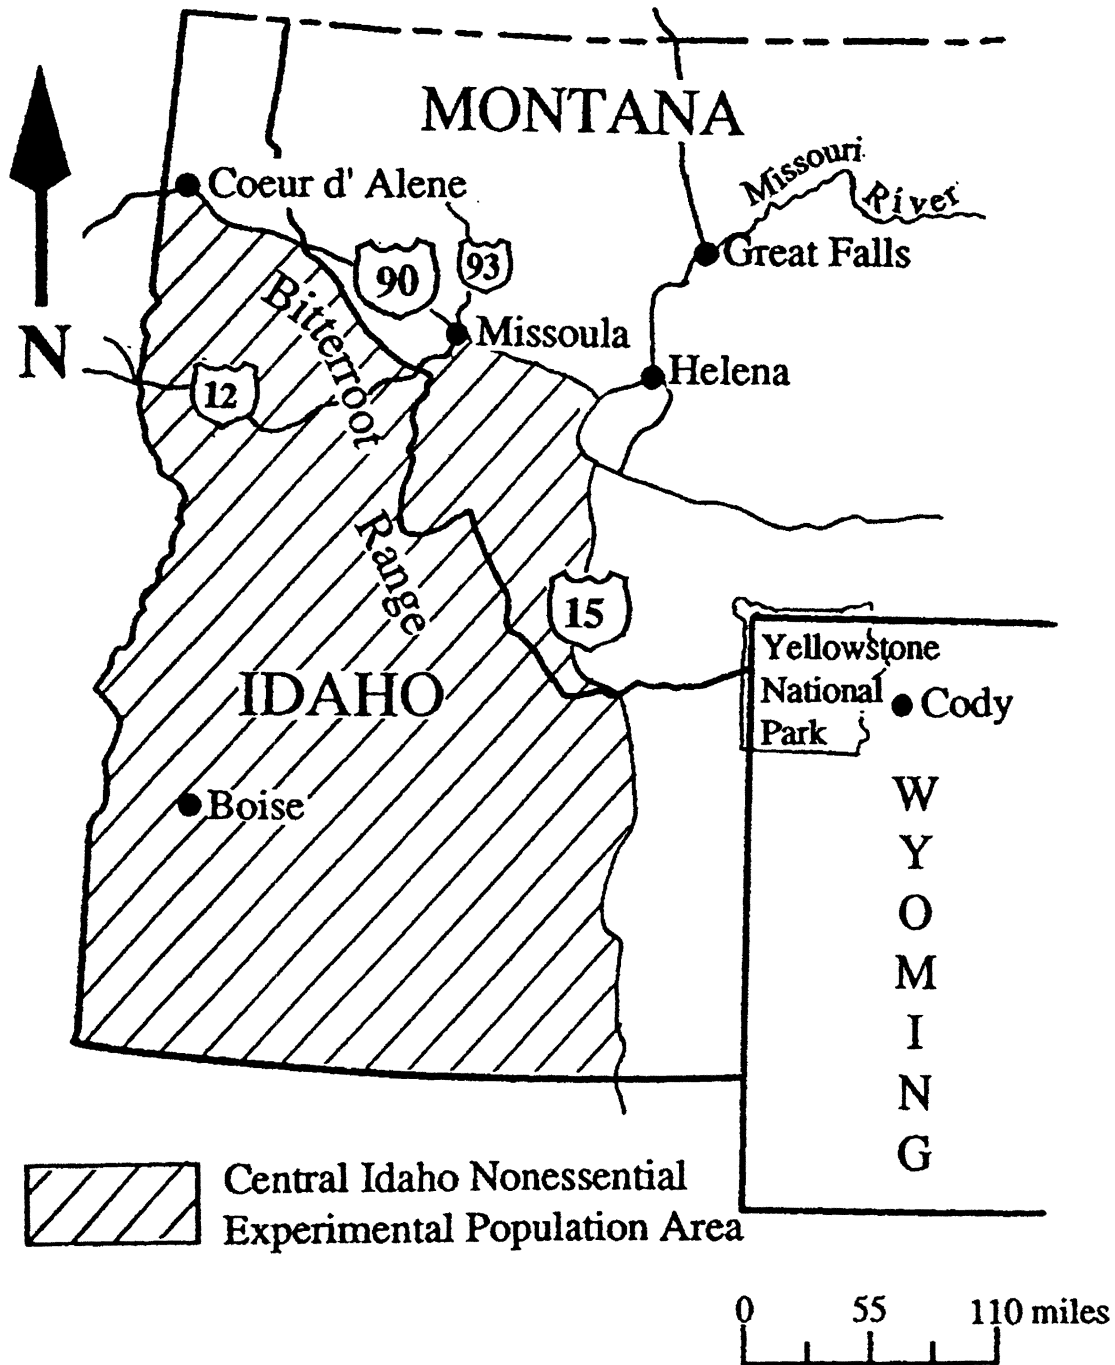 MONTANA
Missouri
River
Coeur d' Alene
93
90
Great Falls
Bitterroot
Range
Missoula
Helena
12
N
15
Yellowstone
National
Park
Cody
IDAHO
Boise
WYOMING
Central Idaho Nonessential
Experimental Population Area
0 55 110 miles